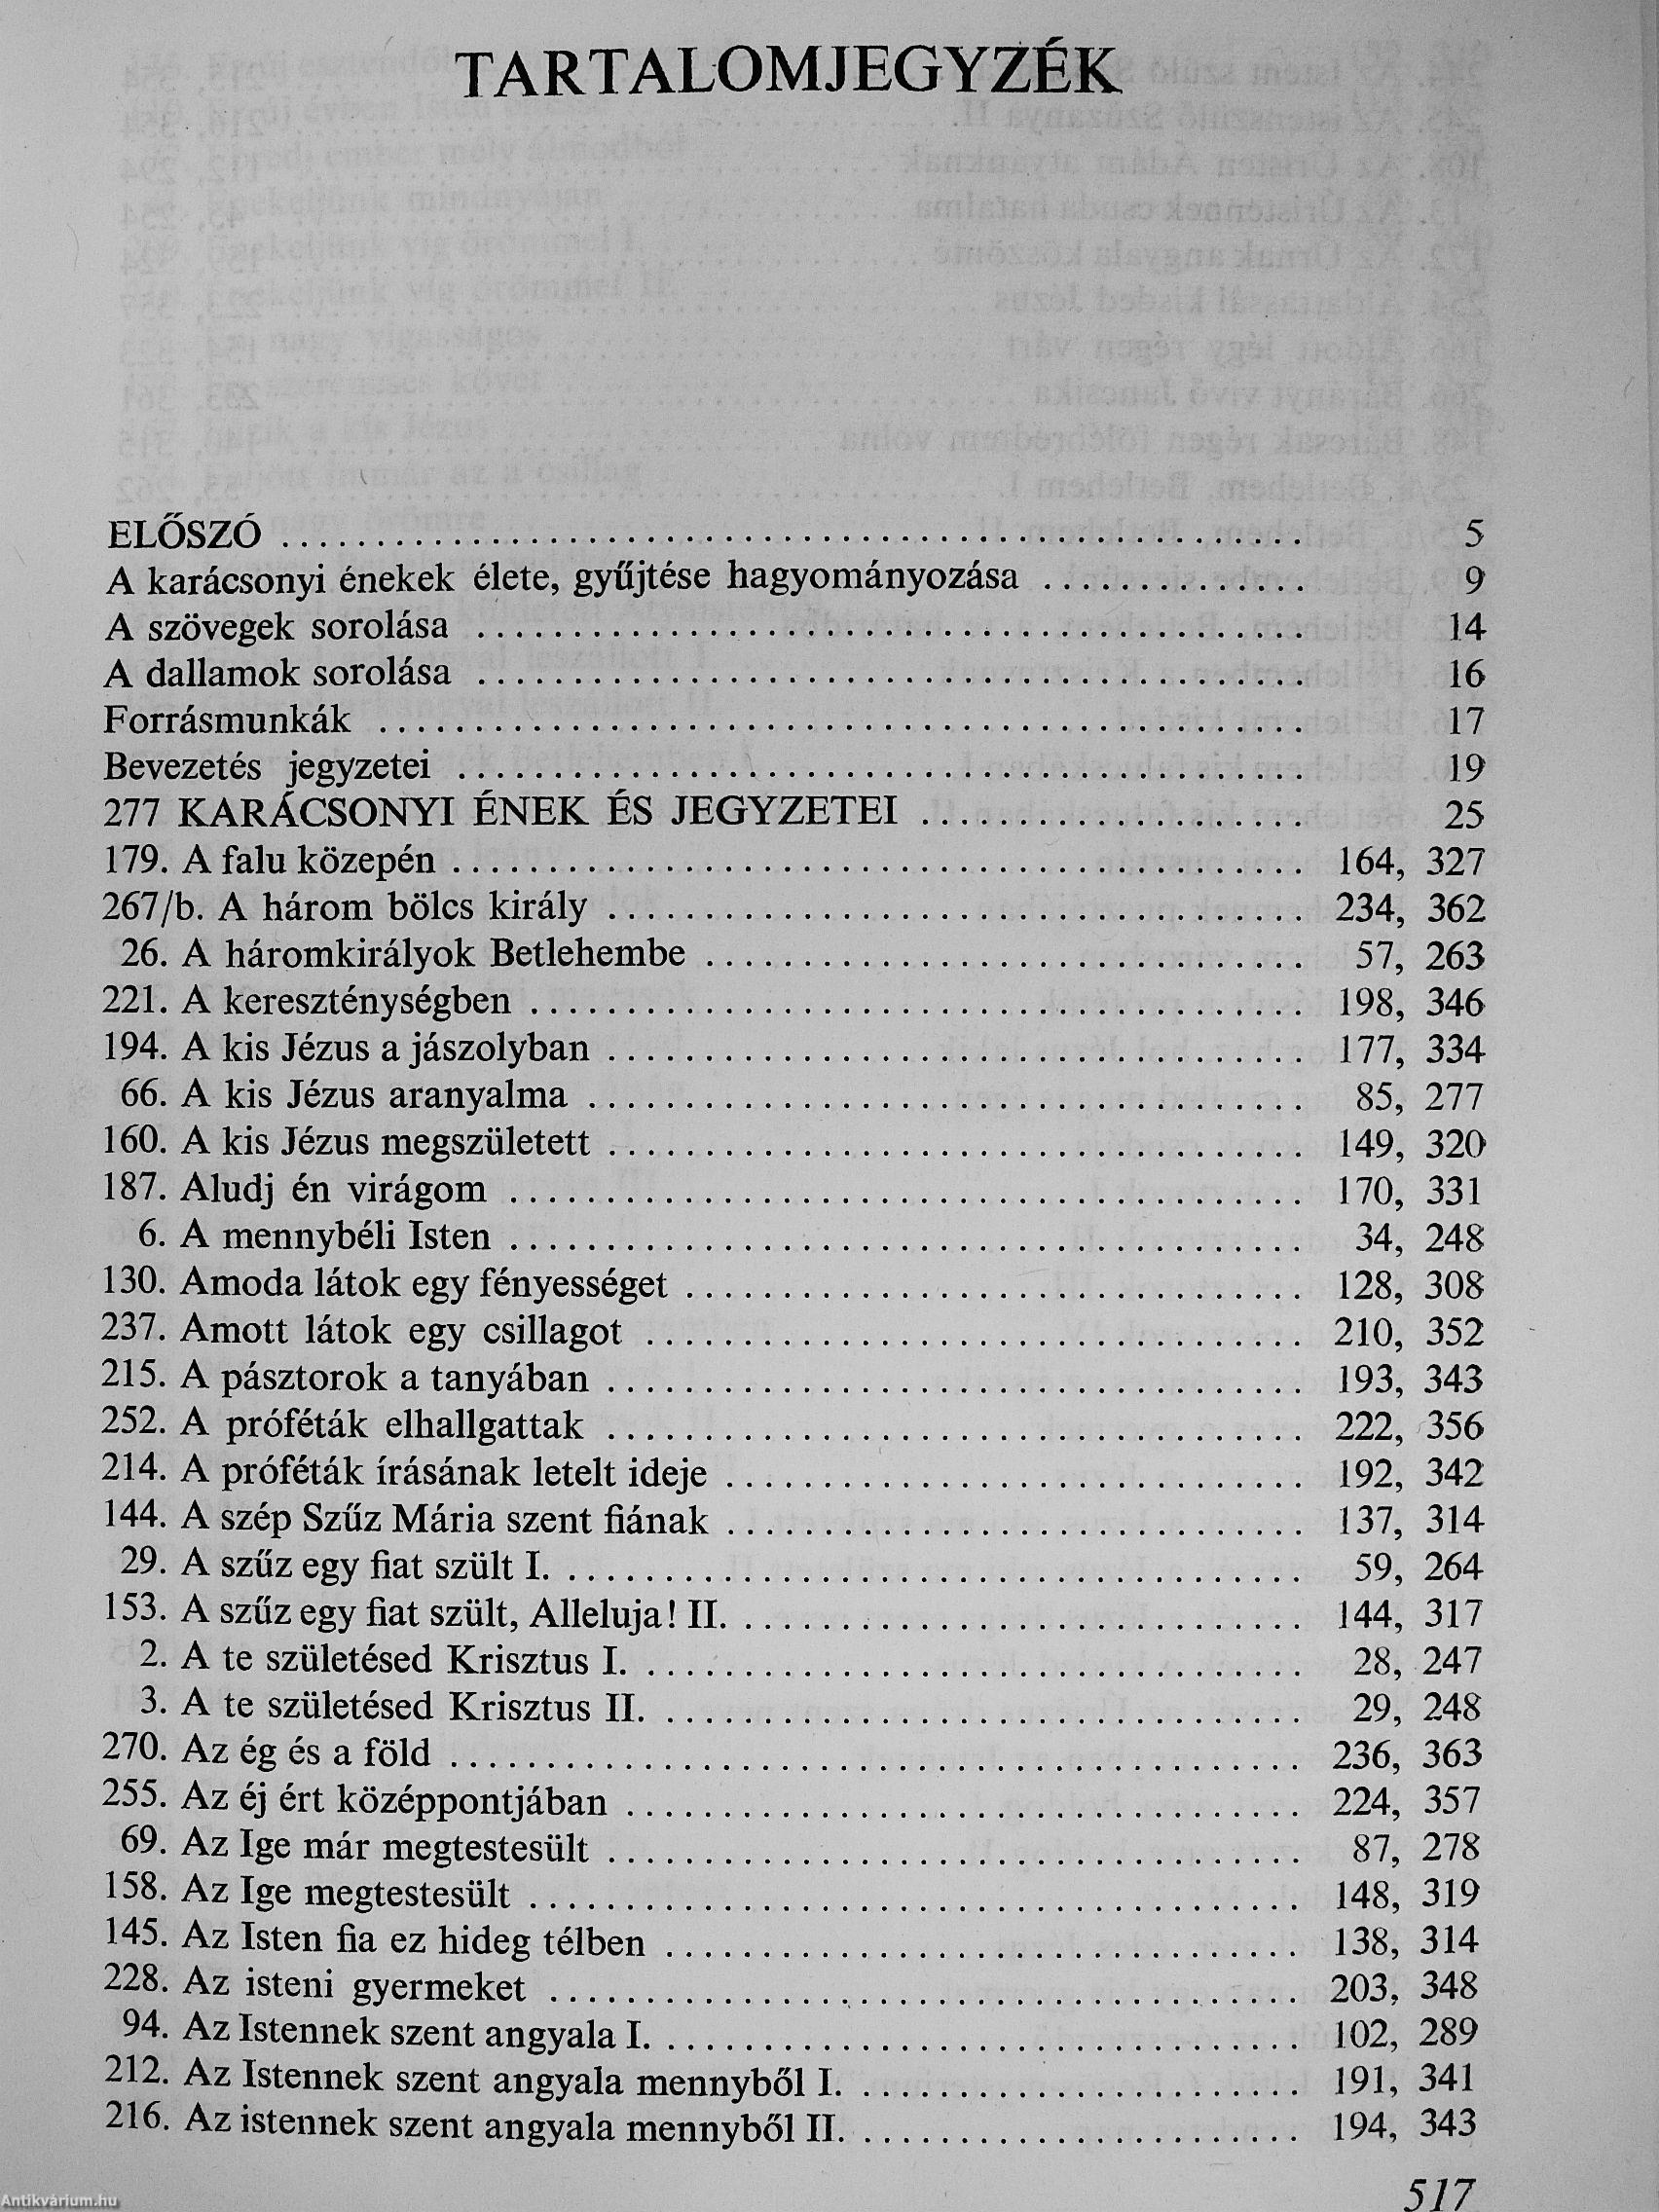 TARTALOMJEGYZÉK
ELŐSZÓ . . . . . . . . . . 5
A karácsonyi énekek élete, gyűjtése hagyományozása . . . . . . . . . . 9
A szövegek sorolása . . . . . . . . . . 14
A dallamok sorolása . . . . . . . . . . 16
Forrásmunkák . . . . . . . . . . 17
Bevezetés jegyzetei . . . . . . . . . . 19
277 KARÁCSONYI ÉNEK ÉS JEGYZETEI . . . . . . . . . . 25
179. A falu közepén . . . . . . . . . . 164, 327
267/b. A három bölcs király . . . . . . . . . . 234, 362
26. A háromkirályok Betlehembe . . . . . . . . . . 57, 263
221. A kereszténységben . . . . . . . . . . 198, 346
194. A kis Jézus a jászolyban . . . . . . . . . . 177, 334
66. A kis Jézus aranyalma . . . . . . . . . . 85, 277
160. A kis Jézus megszületett . . . . . . . . . . 149, 320
187. Aludj én virágom . . . . . . . . . . 170, 331
6. A mennybéli Isten . . . . . . . . . . 34, 248
130. Amoda látok egy fényességet . . . . . . . . . . 128, 308
237. Amott látok egy csillagot . . . . . . . . . . 210, 352
215. A pásztorok a tanyában . . . . . . . . . . 193, 343
252. A próféták elhallgattak . . . . . . . . . . 222, 356
214. A próféták írásának letelt ideje . . . . . . . . . . 192, 342
144. A szép Szűz Mária szent fiának . . . . . . . . . . 137, 314
29. A szűz egy fiat szült I. . . . . . . . . . . 59, 264
153. A szűz egy fiat szült, Alleluja! II. . . . . . . . . . . 144, 317
2. A te születésed Krisztus I. . . . . . . . . . . 28, 247
3. A te születésed Krisztus II. . . . . . . . . . . 29, 248
270. Az ég és a föld . . . . . . . . . . 236, 363
255. Az éj ért középpontjában . . . . . . . . . . 224, 357
69. Az Ige már megtestesült . . . . . . . . . . 87, 278
158. Az Ige megtestesült . . . . . . . . . . 148, 319
145. Az Isten fia ez hideg télben . . . . . . . . . . 138, 314
228. Az isteni gyermeket . . . . . . . . . . 203, 348
94. Az Istennek szent angyala I. . . . . . . . . . . 102, 289
212. Az Istennek szent angyala mennyből I. . . . . . . . . . . 191, 341
216. Az istennek szent angyala mennyből II. . . . . . . . . . . 194, 343
517
Antikvárium.hu